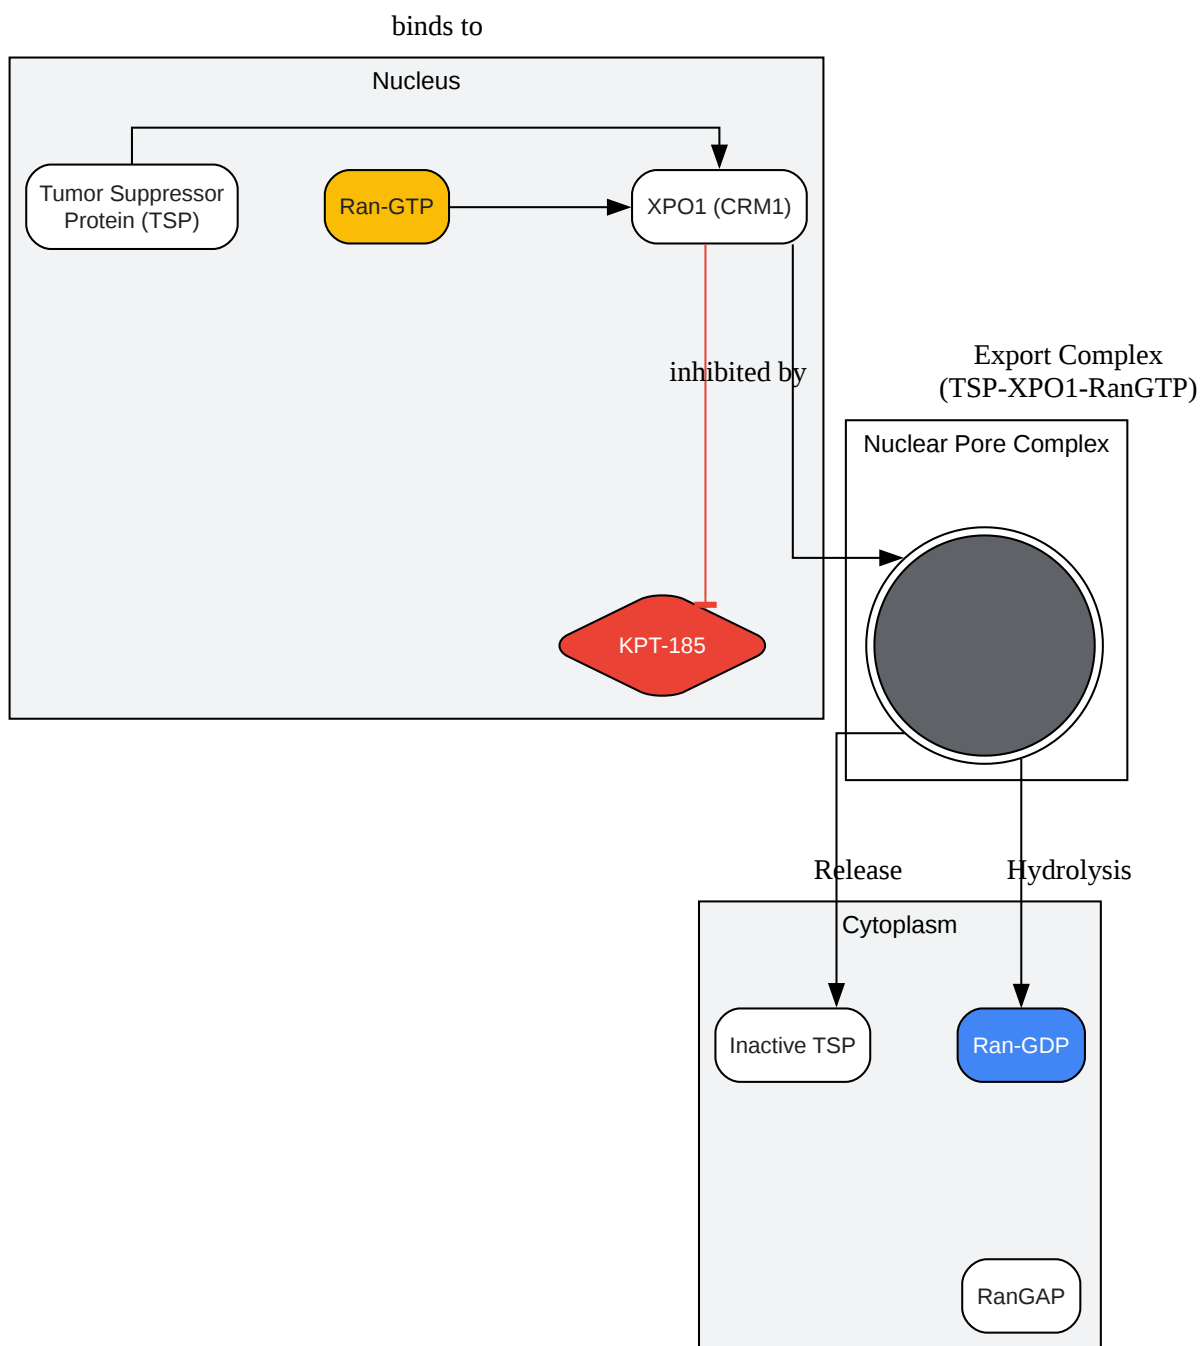 binds to
Nucleus
Tumor Suppressor
Protein (TSP)
Ran-GTP
XPO1 (CRM1)
inhibited by
Export Complex
(TSP-XPO1-RanGTP)
Nuclear Pore Complex
KPT-185
Release
Hydrolysis
Cytoplasm
Inactive TSP
Ran-GDP
RanGAP